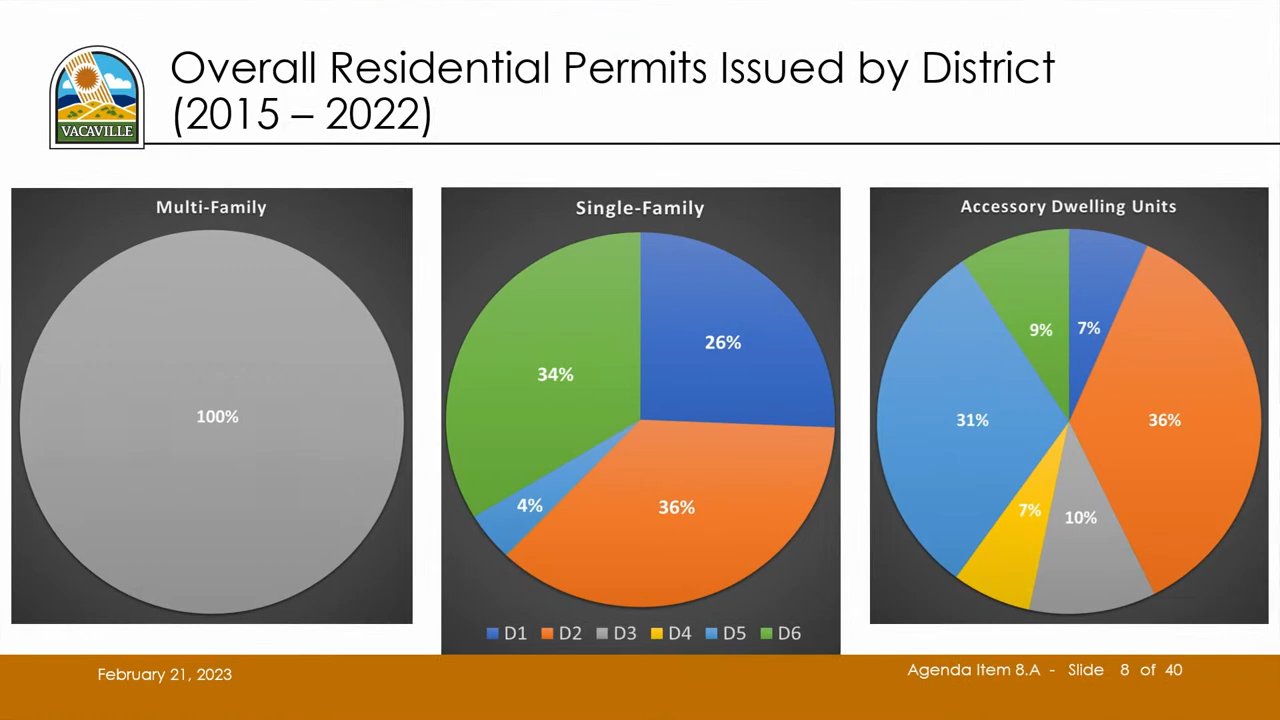 Overall Residential Permits Issued by District
(2015 – 2022)
VACAVILLE
Multi-Family
100%
Single-Family
26%
34%
4%
36%
D1 D2 D3 D4 D5 D6
Accessory Dwelling Units
9%
7%
31%
36%
7%
10%
February 21, 2023
Agenda Item 8.A - Slide 8 of 40